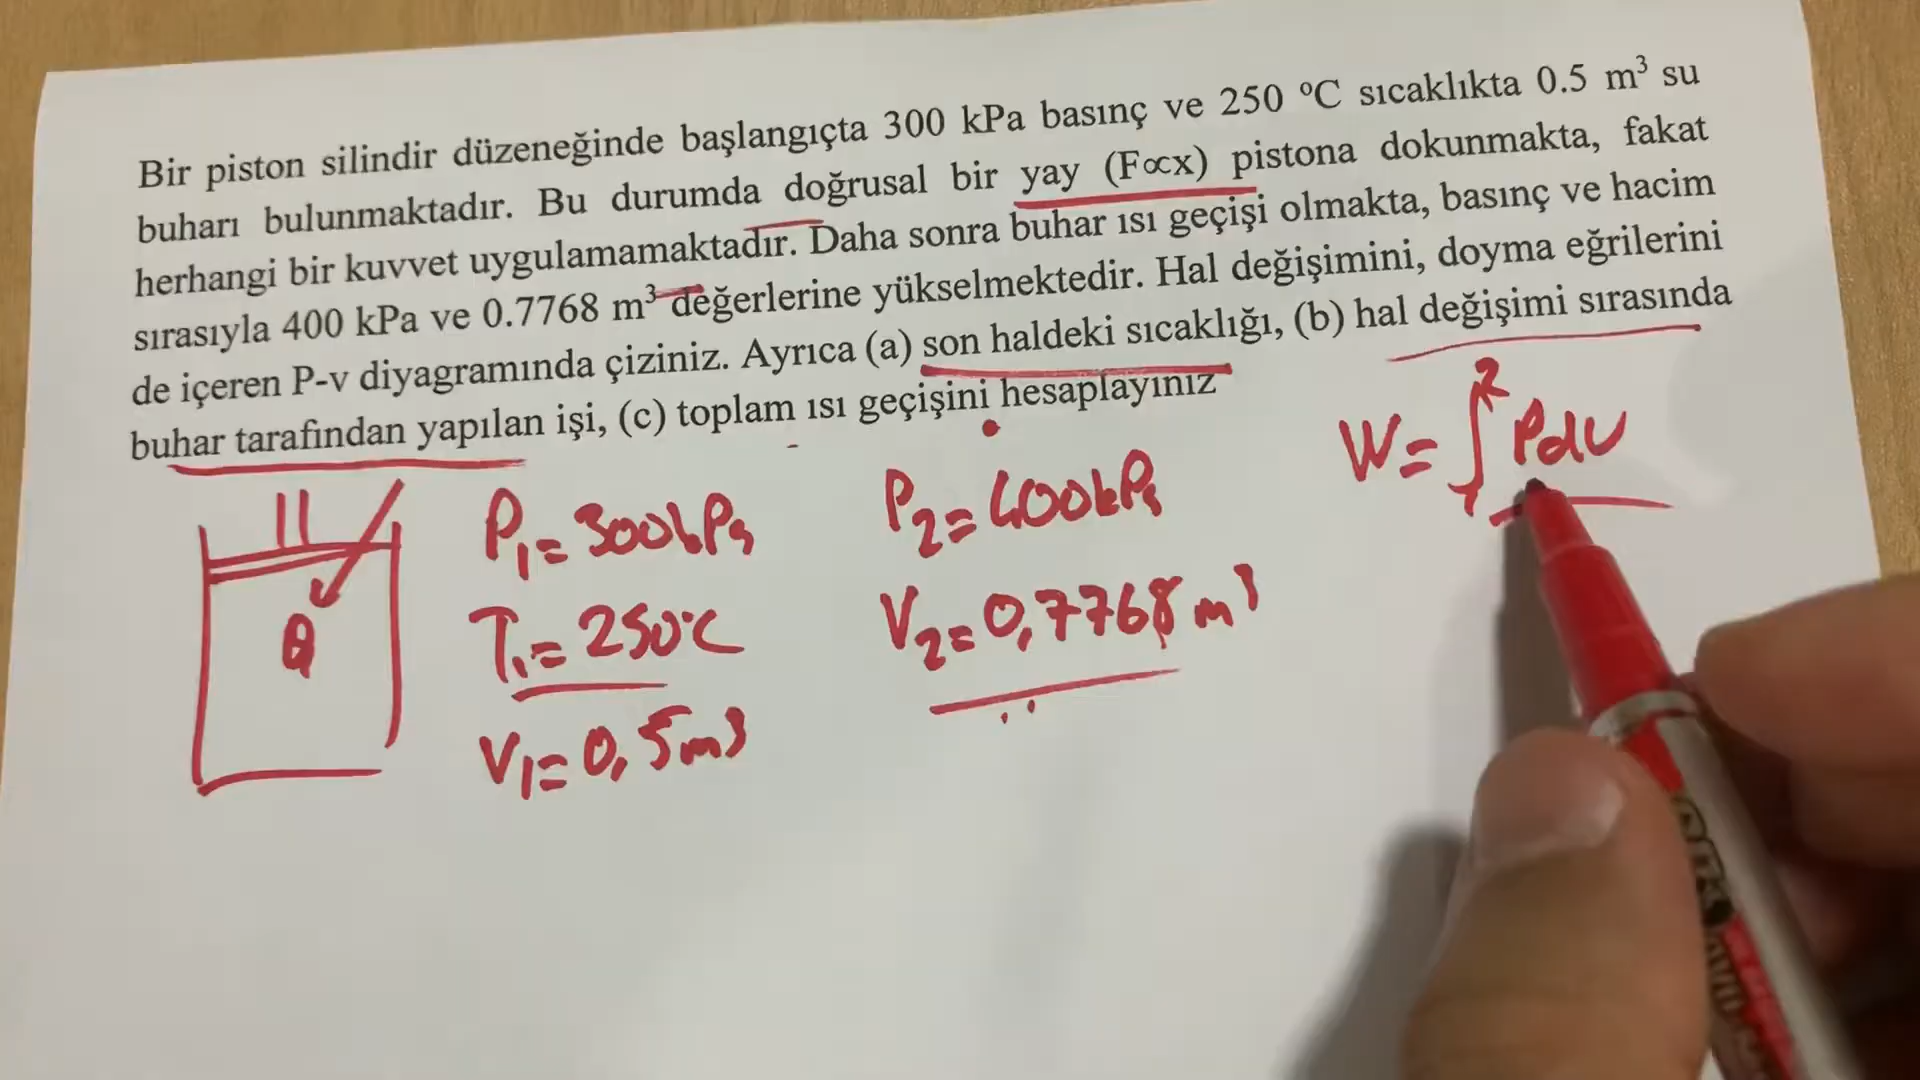 Bir piston silindir düzeneğinde başlangıçta 300 kPa basınç ve 250 ºC sıcaklıkta 0.5 m³ su
buharı bulunmaktadır. Bu durumda doğrusal bir yay (F∝x) pistona dokunmakta, fakat
herhangi bir kuvvet uygulamamaktadır. Daha sonra buhar ısı geçişi olmakta, basınç ve hacim
sırasıyla 400 kPa ve 0.7768 m³ değerlerine yükselmektedir. Hal değişimini, doyma eğrilerini
de içeren P-v diyagramında çiziniz. Ayrıca (a) son haldeki sıcaklığı, (b) hal değişimi sırasında
buhar tarafından yapılan işi, (c) toplam ısı geçişini hesaplayınız
W=∫₁² PdV
P₁=300kPa
P₂=400kPa
T₁=250°C
V₂=0,7768m³
V₁=0,5m³
Q